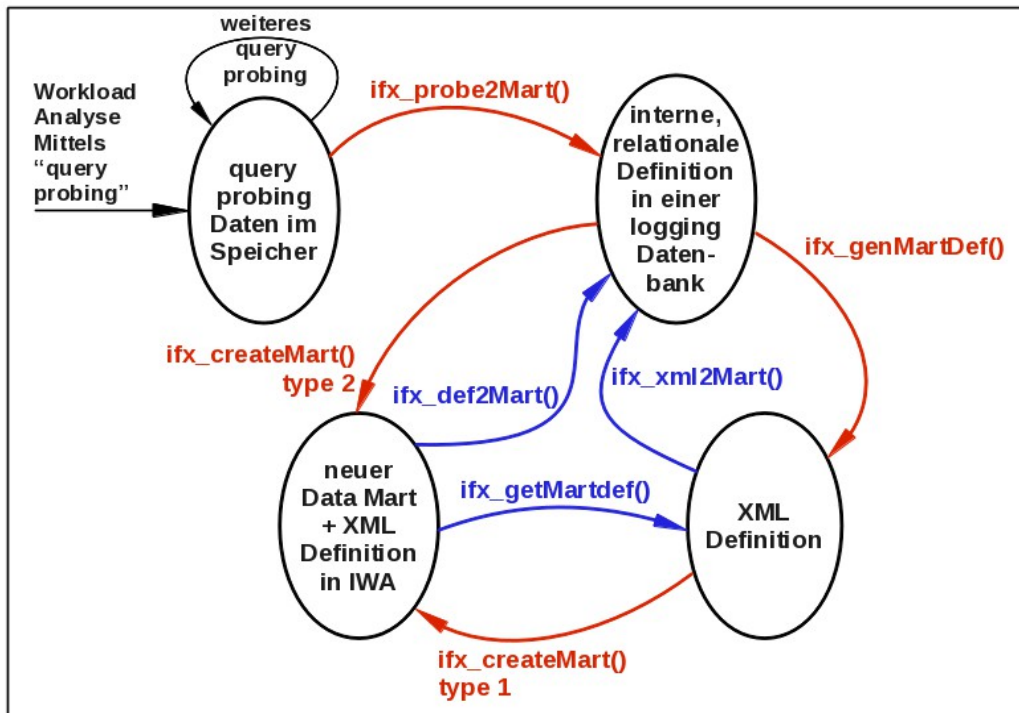 weiteres
query
probing
Workload
Analyse
Mittels
“query
probing”
query
probing
Daten im
Speicher
ifx_probe2Mart()
interne,
relationale
Definition
in einer
logging
Daten-
bank
ifx_genMartDef()
ifx_createMart()
type 2
ifx_def2Mart()
ifx_xml2Mart()
neuer
Data Mart
+ XML
Definition
in IWA
ifx_getMartdef()
XML
Definition
ifx_createMart()
type 1